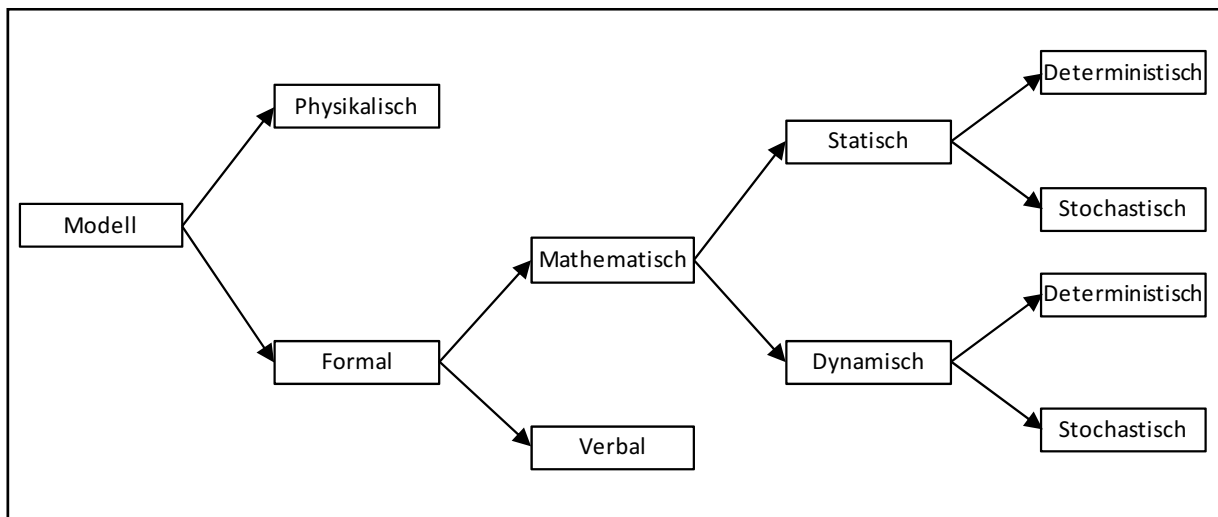 Modell
Physikalisch
Formal
Mathematisch
Verbal
Statisch
Dynamisch
Deterministisch
Stochastisch
Deterministisch
Stochastisch